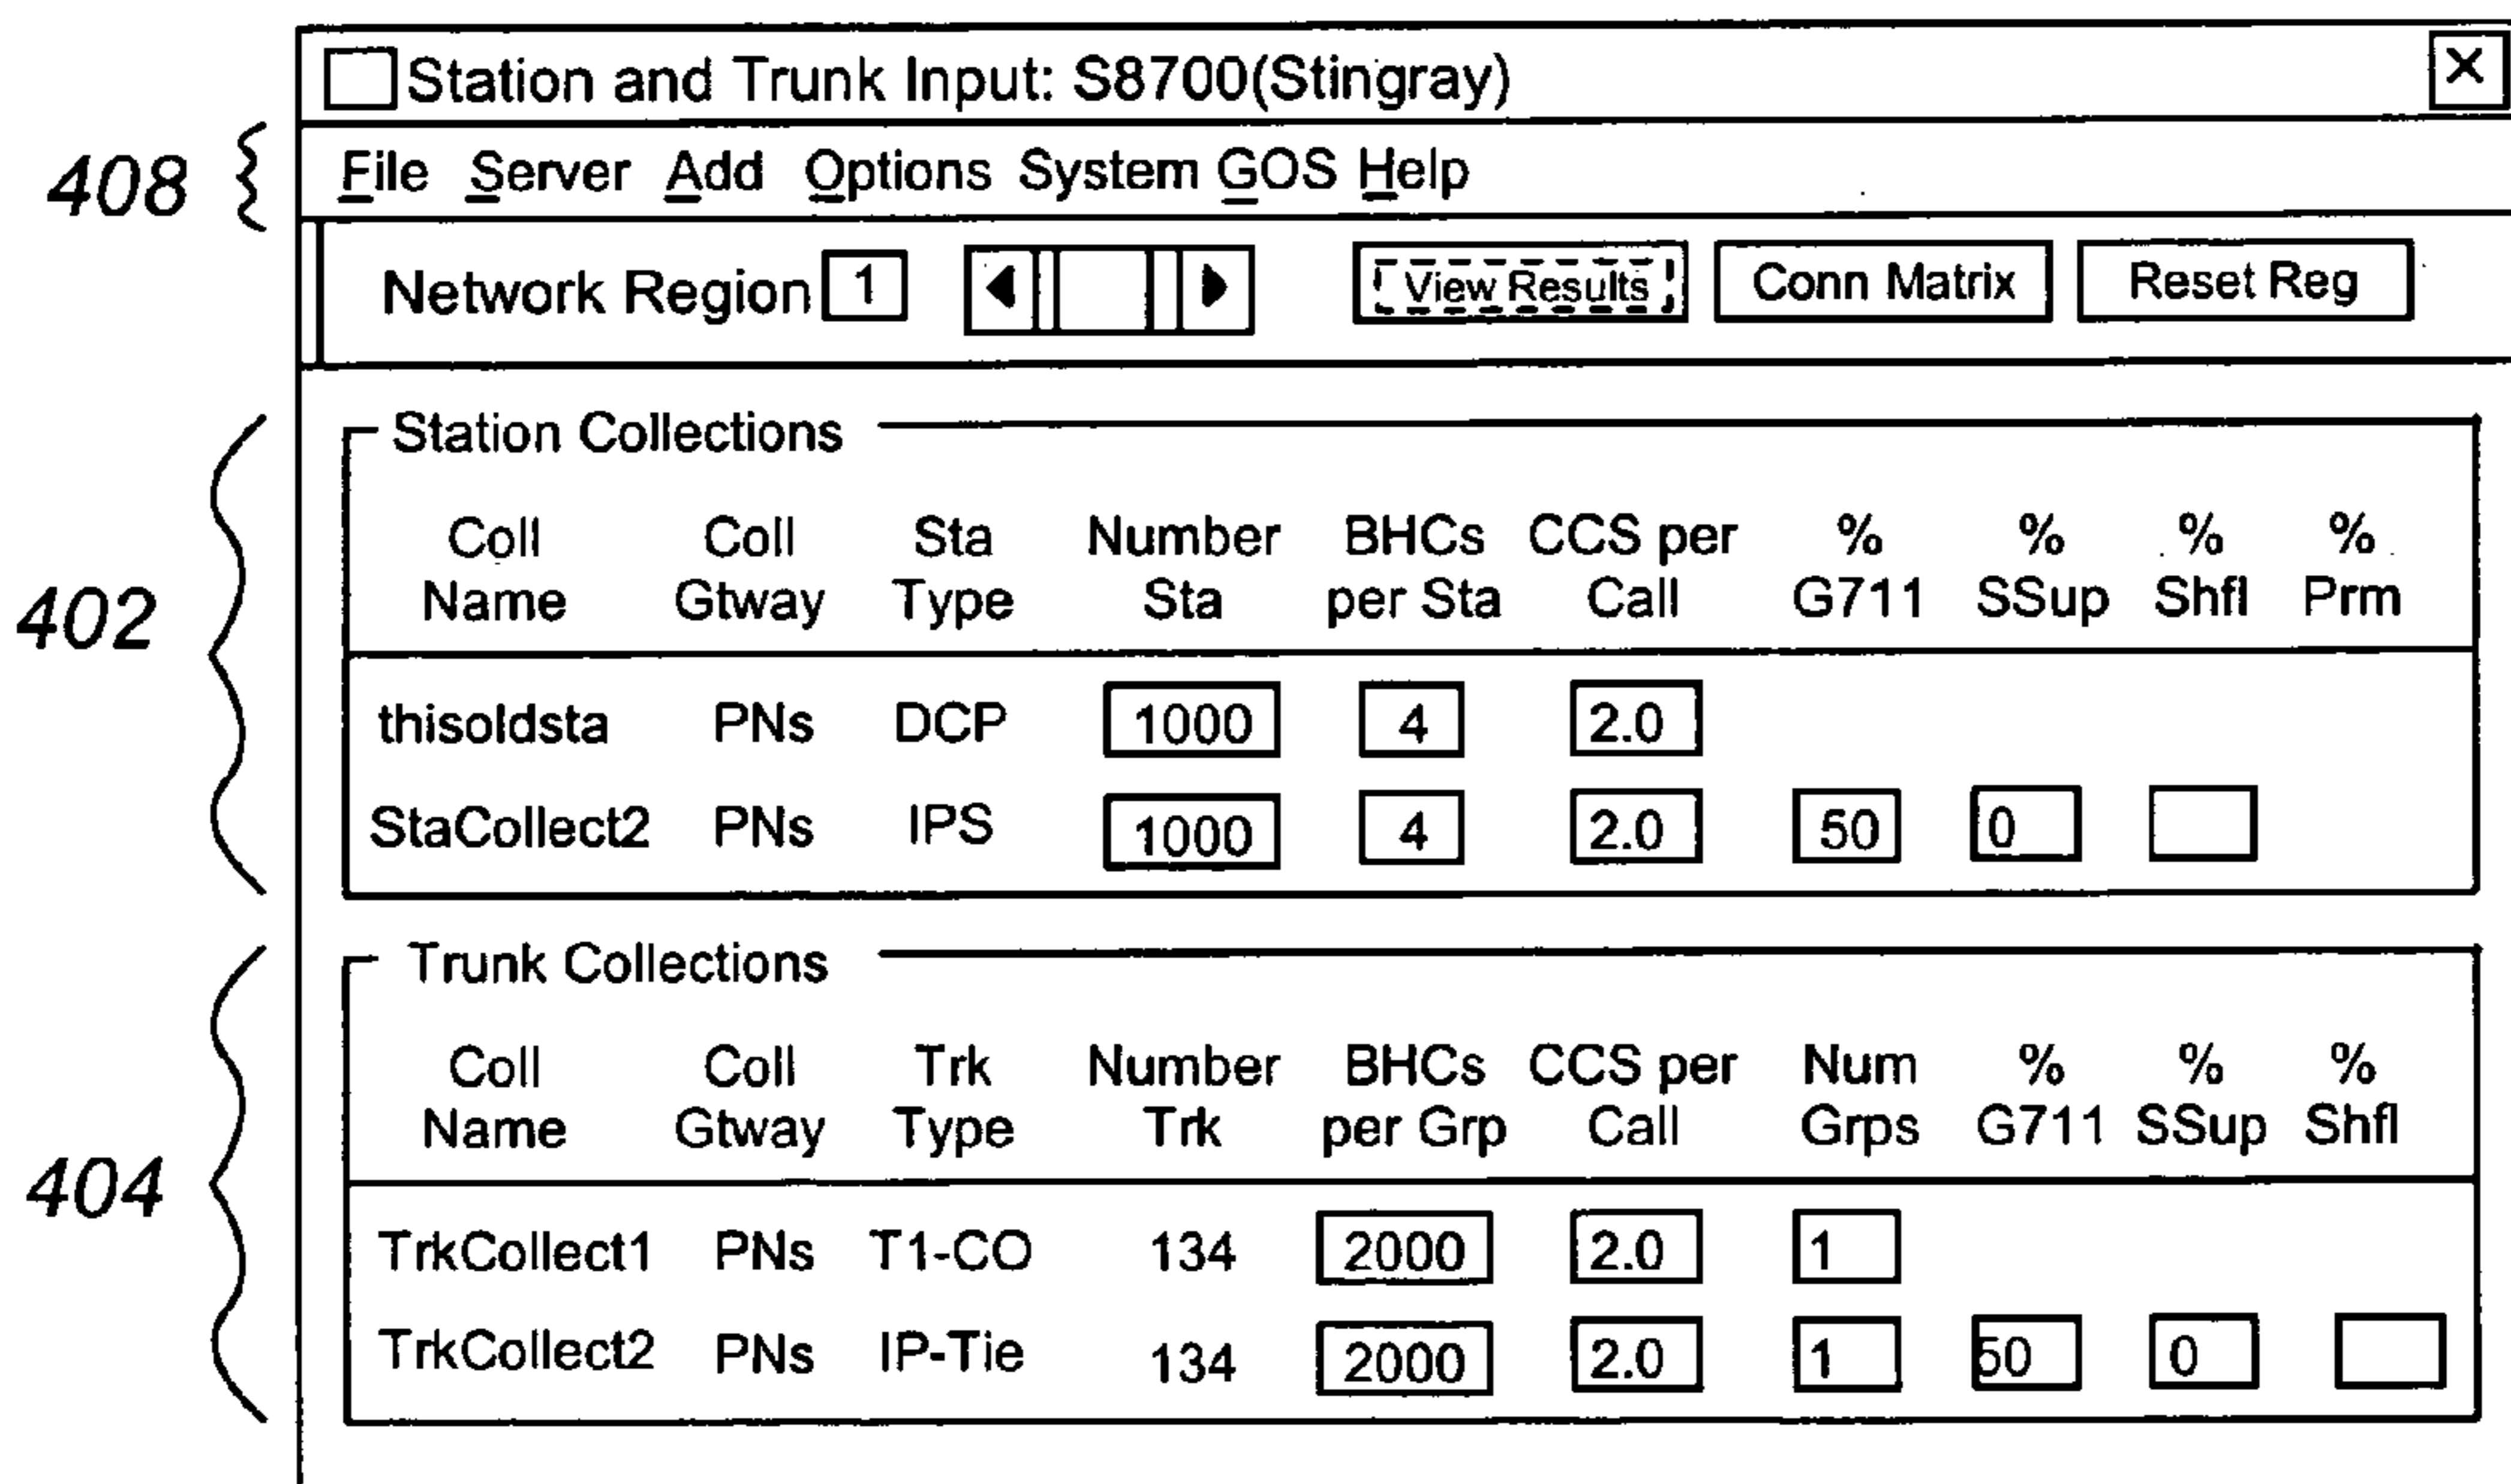 Station and Trunk Input: S8700(Stingray) X
408
File Server Add Options System GOS Help
Network Region 1 View Results Conn Matrix Reset Reg
402
Station Collections
Coll Coll Sta Number BHCs CCS per % % % %
Name Gtway Type Sta per Sta Call G711 SSup Shfl Prm
thisoldsta PNs DCP 1000 4 2.0
StaCollect2 PNs IPS 1000 4 2.0 50 0
404
Trunk Collections
Coll Coll Trk Number BHCs CCS per Num % % %
Name Gtway Type Trk per Grp Call Grps G711 SSup Shfl
TrkCollect1 PNs T1-CO 134 2000 2.0 1
TrkCollect2 PNs IP-Tie 134 2000 2.0 1 50 0